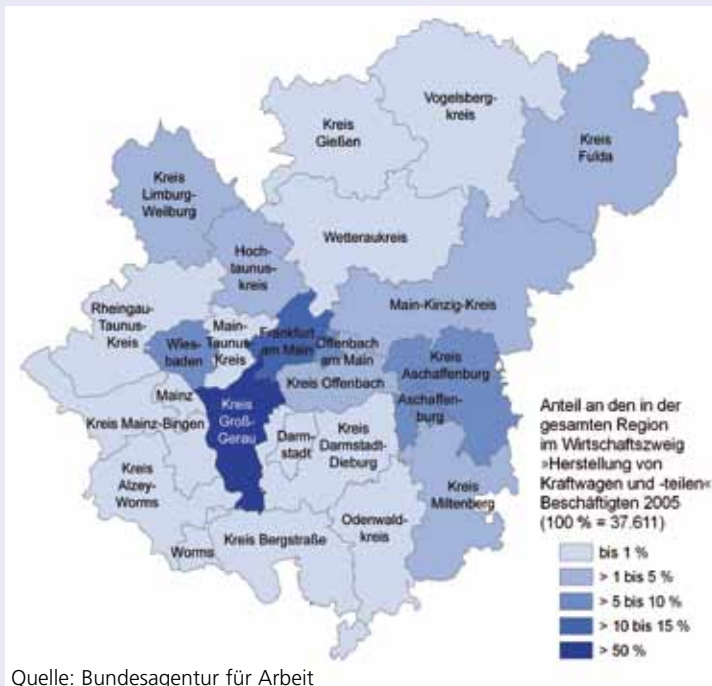 Vogelsberg-
kreis
Kreis
Gießen
Kreis
Fulda
Kreis
Limburg-
Weilburg
Wetteraukreis
Hoch-
taunus-
kreis
Main-Kinzig-Kreis
Rheingau-
Taunus-
Kreis
Main-
Taunus
Kreis
Frankfurt
am Main
Offenbach
am Main
Wies-
baden
Kreis
Aschaffenburg
Kreis Offenbach
Mainz
Kreis
Groß-
Gerau
Aschaffen-
burg
Kreis Mainz-Bingen
Darm-
stadt
Kreis
Darmstadt-
Dieburg
Kreis
Alzey-
Worms
Kreis
Miltenberg
Odenwald-
kreis
Worms
Kreis Bergstraße
Anteil an den in der
gesamten Region
im Wirtschaftszweig
»Herstellung von
Kraftwagen und -teilen«
Beschäftigten 2005
(100 % = 37.611)
bis 1 %
> 1 bis 5 %
> 5 bis 10 %
> 10 bis 15 %
> 50 %
Quelle: Bundesagentur für Arbeit